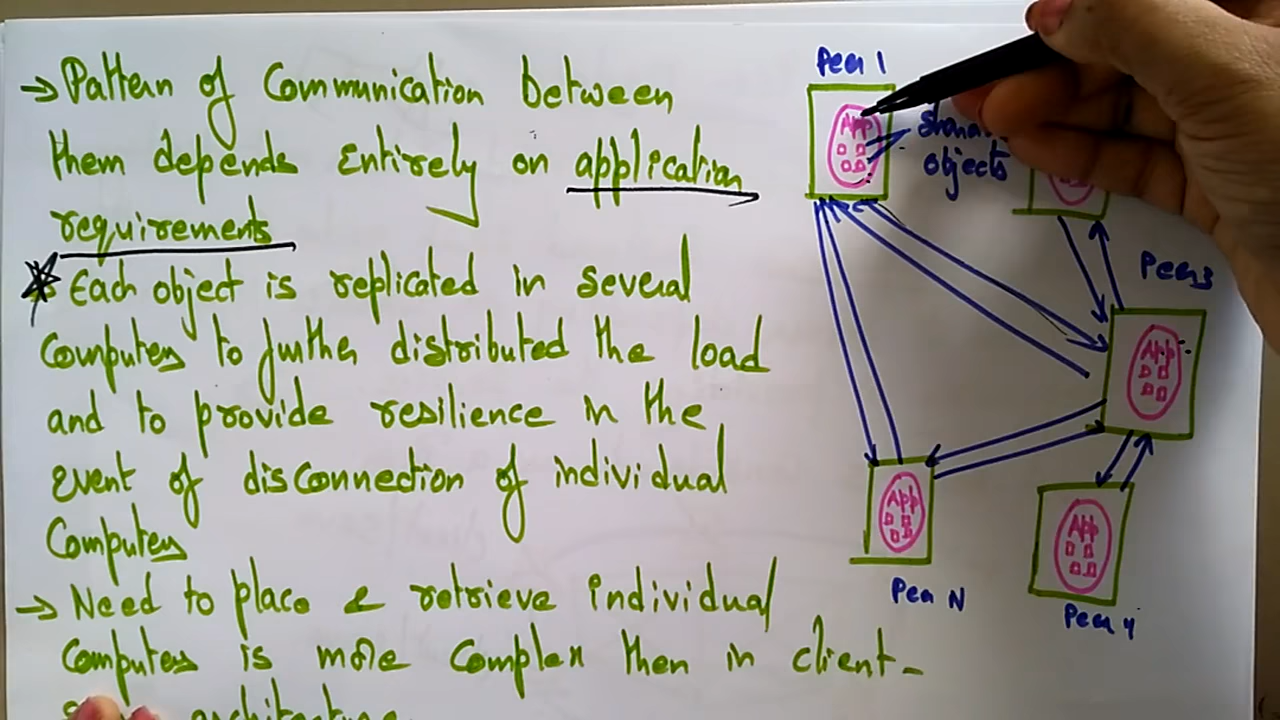 → Pattern of Communication between
them depends Entirely on application
requirements
* Each object is replicated in several
Computers to further distributed the load
and to provide resilience in the
Event of disconnection of individual
Computers
→ Need to place & retrieve individual
Computers is more Complex then in client-
architecture
Peer 1
App
objects
Peer 3
App
App
Peer N
App
Peer 4